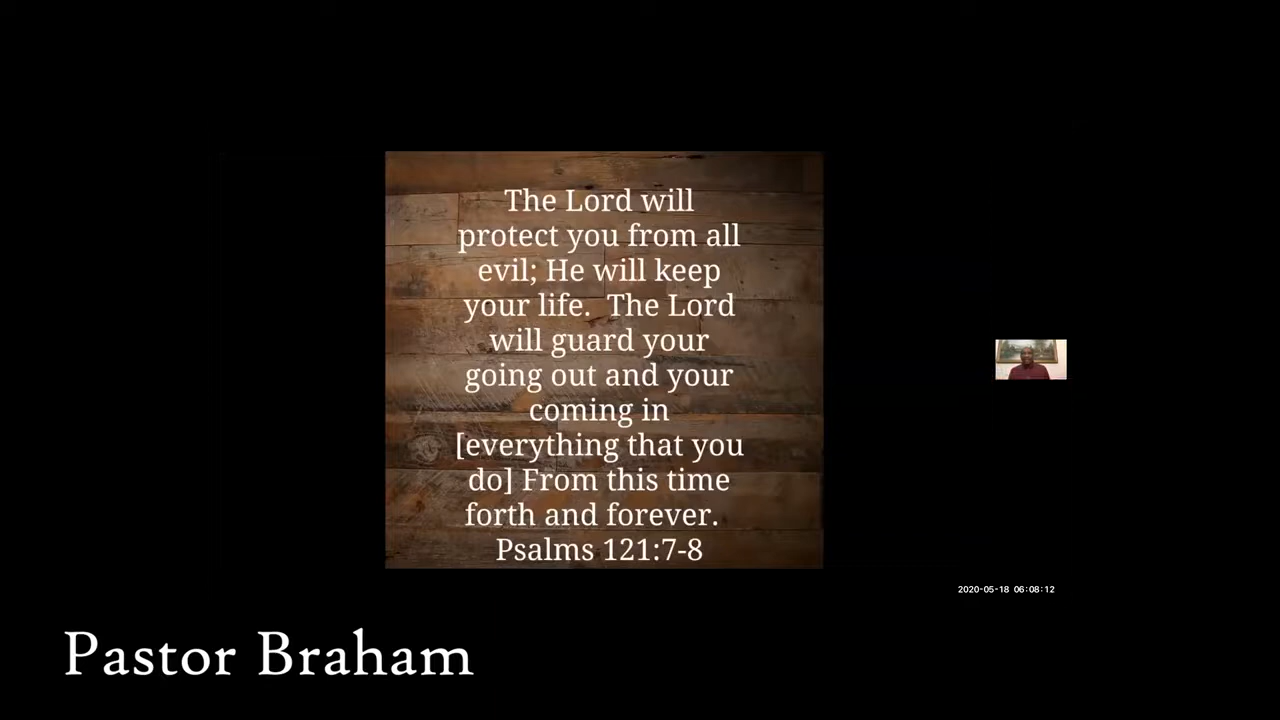 The Lord will
protect you from all
evil; He will keep
your life.  The Lord
will guard your
going out and your
coming in
[everything that you
do] From this time
forth and forever.
Psalms 121:7-8
2020-05-18 06:08:12
Pastor Braham